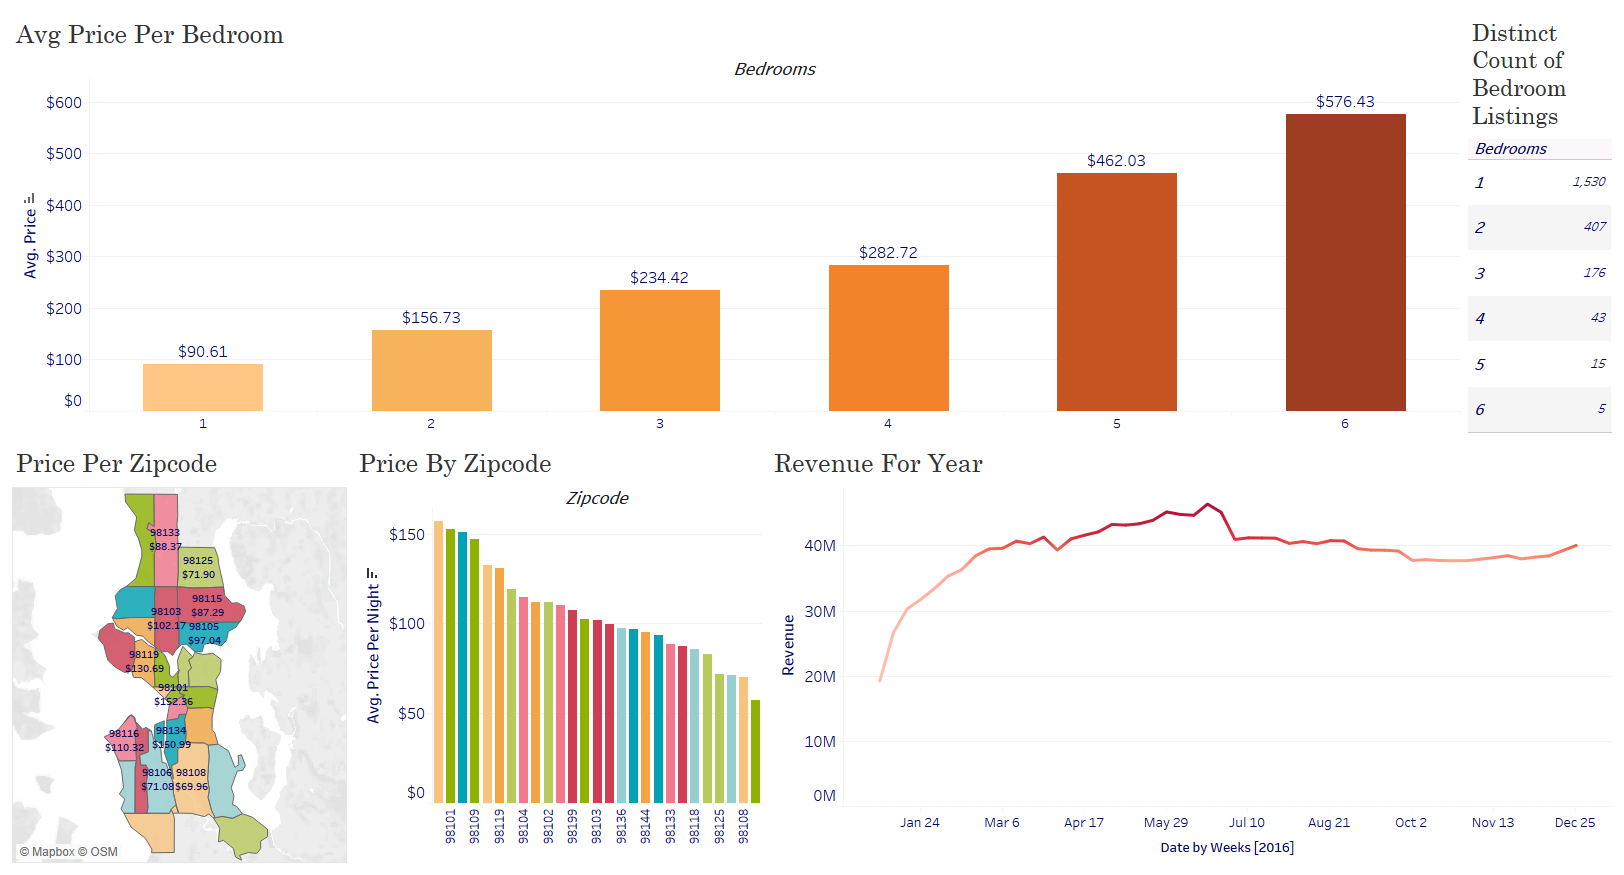 Avg Price Per Bedroom
Bedrooms
Avg. Price
$600
$500
$400
$300
$200
$100
$0
$90.61
$156.73
$234.42
$282.72
$462.03
$576.43
1
2
3
4
5
6
Distinct
Count of
Bedroom
Listings
Bedrooms
1 1,530
2 407
3 176
4 43
5 15
6 5
Price Per Zipcode
98133
$88.37
98125
$71.90
98115
$87.29
98103
$102.17
98105
$97.04
98119
$130.69
98101
$152.36
98116
$110.32
98134
$150.99
98106
$71.08
98108
$69.96
© Mapbox © OSM
Price By Zipcode
Zipcode
Avg. Price Per Night
$150
$100
$50
$0
98101
98109
98119
98104
98102
98199
98103
98136
98144
98133
98118
98125
98108
Revenue For Year
Revenue
40M
30M
20M
10M
0M
Jan 24
Mar 6
Apr 17
May 29
Jul 10
Aug 21
Oct 2
Nov 13
Dec 25
Date by Weeks [2016]